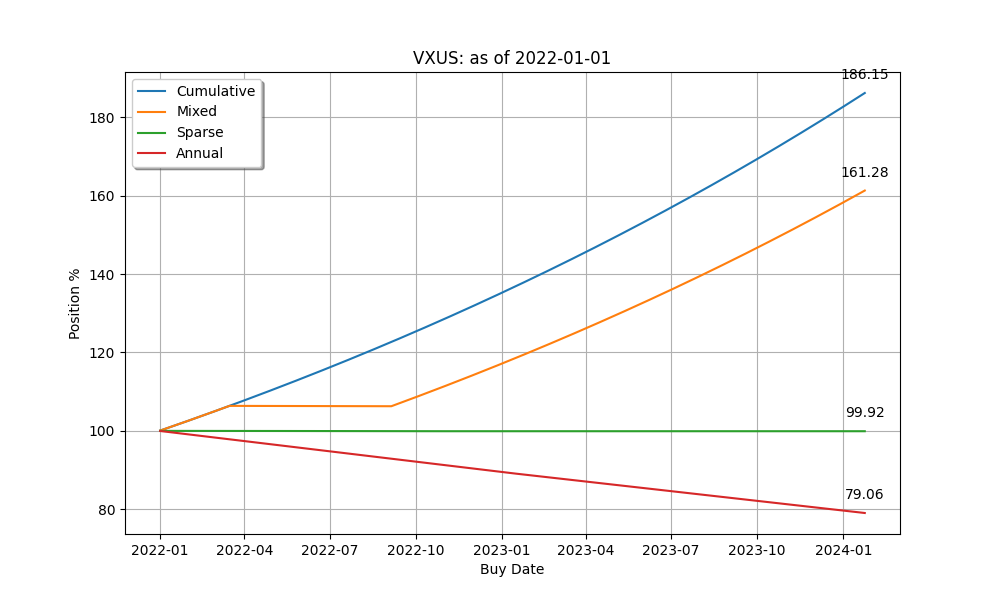 VXUS: as of 2022-01-01
Cumulative
Mixed
Sparse
Annual
186.15
161.28
99.92
79.06
Position %
180
160
140
120
100
80
2022-01 2022-04 2022-07 2022-10 2023-01 2023-04 2023-07 2023-10 2024-01
Buy Date